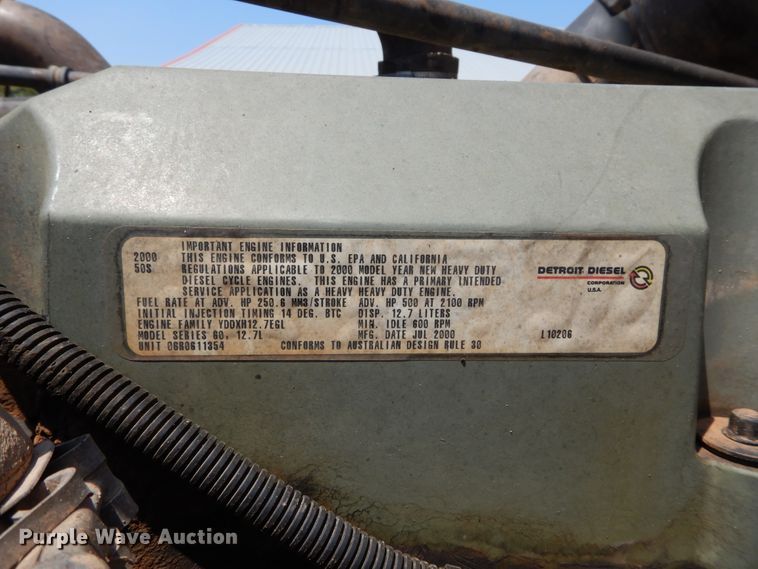 IMPORTANT ENGINE INFORMATION
2000 THIS ENGINE CONFORMS TO U.S. EPA AND CALIFORNIA
50S REGULATIONS APPLICABLE TO 2000 MODEL YEAR NEW HEAVY DUTY
DIESEL CYCLE ENGINES. THIS ENGINE HAS A PRIMARY INTENDED
SERVICE APPLICATION AS A HEAVY HEAVY DUTY ENGINE.
FUEL RATE AT ADV. HP 250.6 MM3/STROKE ADV. HP 500 AT 2100 RPM
INITIAL INJECTION TIMING 14 DEG. BTC DISP. 12.7 LITERS
ENGINE FAMILY YDDXH12.7EGL MIN. IDLE 600 RPM
MODEL SERIES 60, 12.7L MFG. DATE JUL 2000
UNIT 06R0611354 CONFORMS TO AUSTRALIAN DESIGN RULE 30
L10206
DETROIT DIESEL
CORPORATION
U.S.A.
Purple Wave Auction